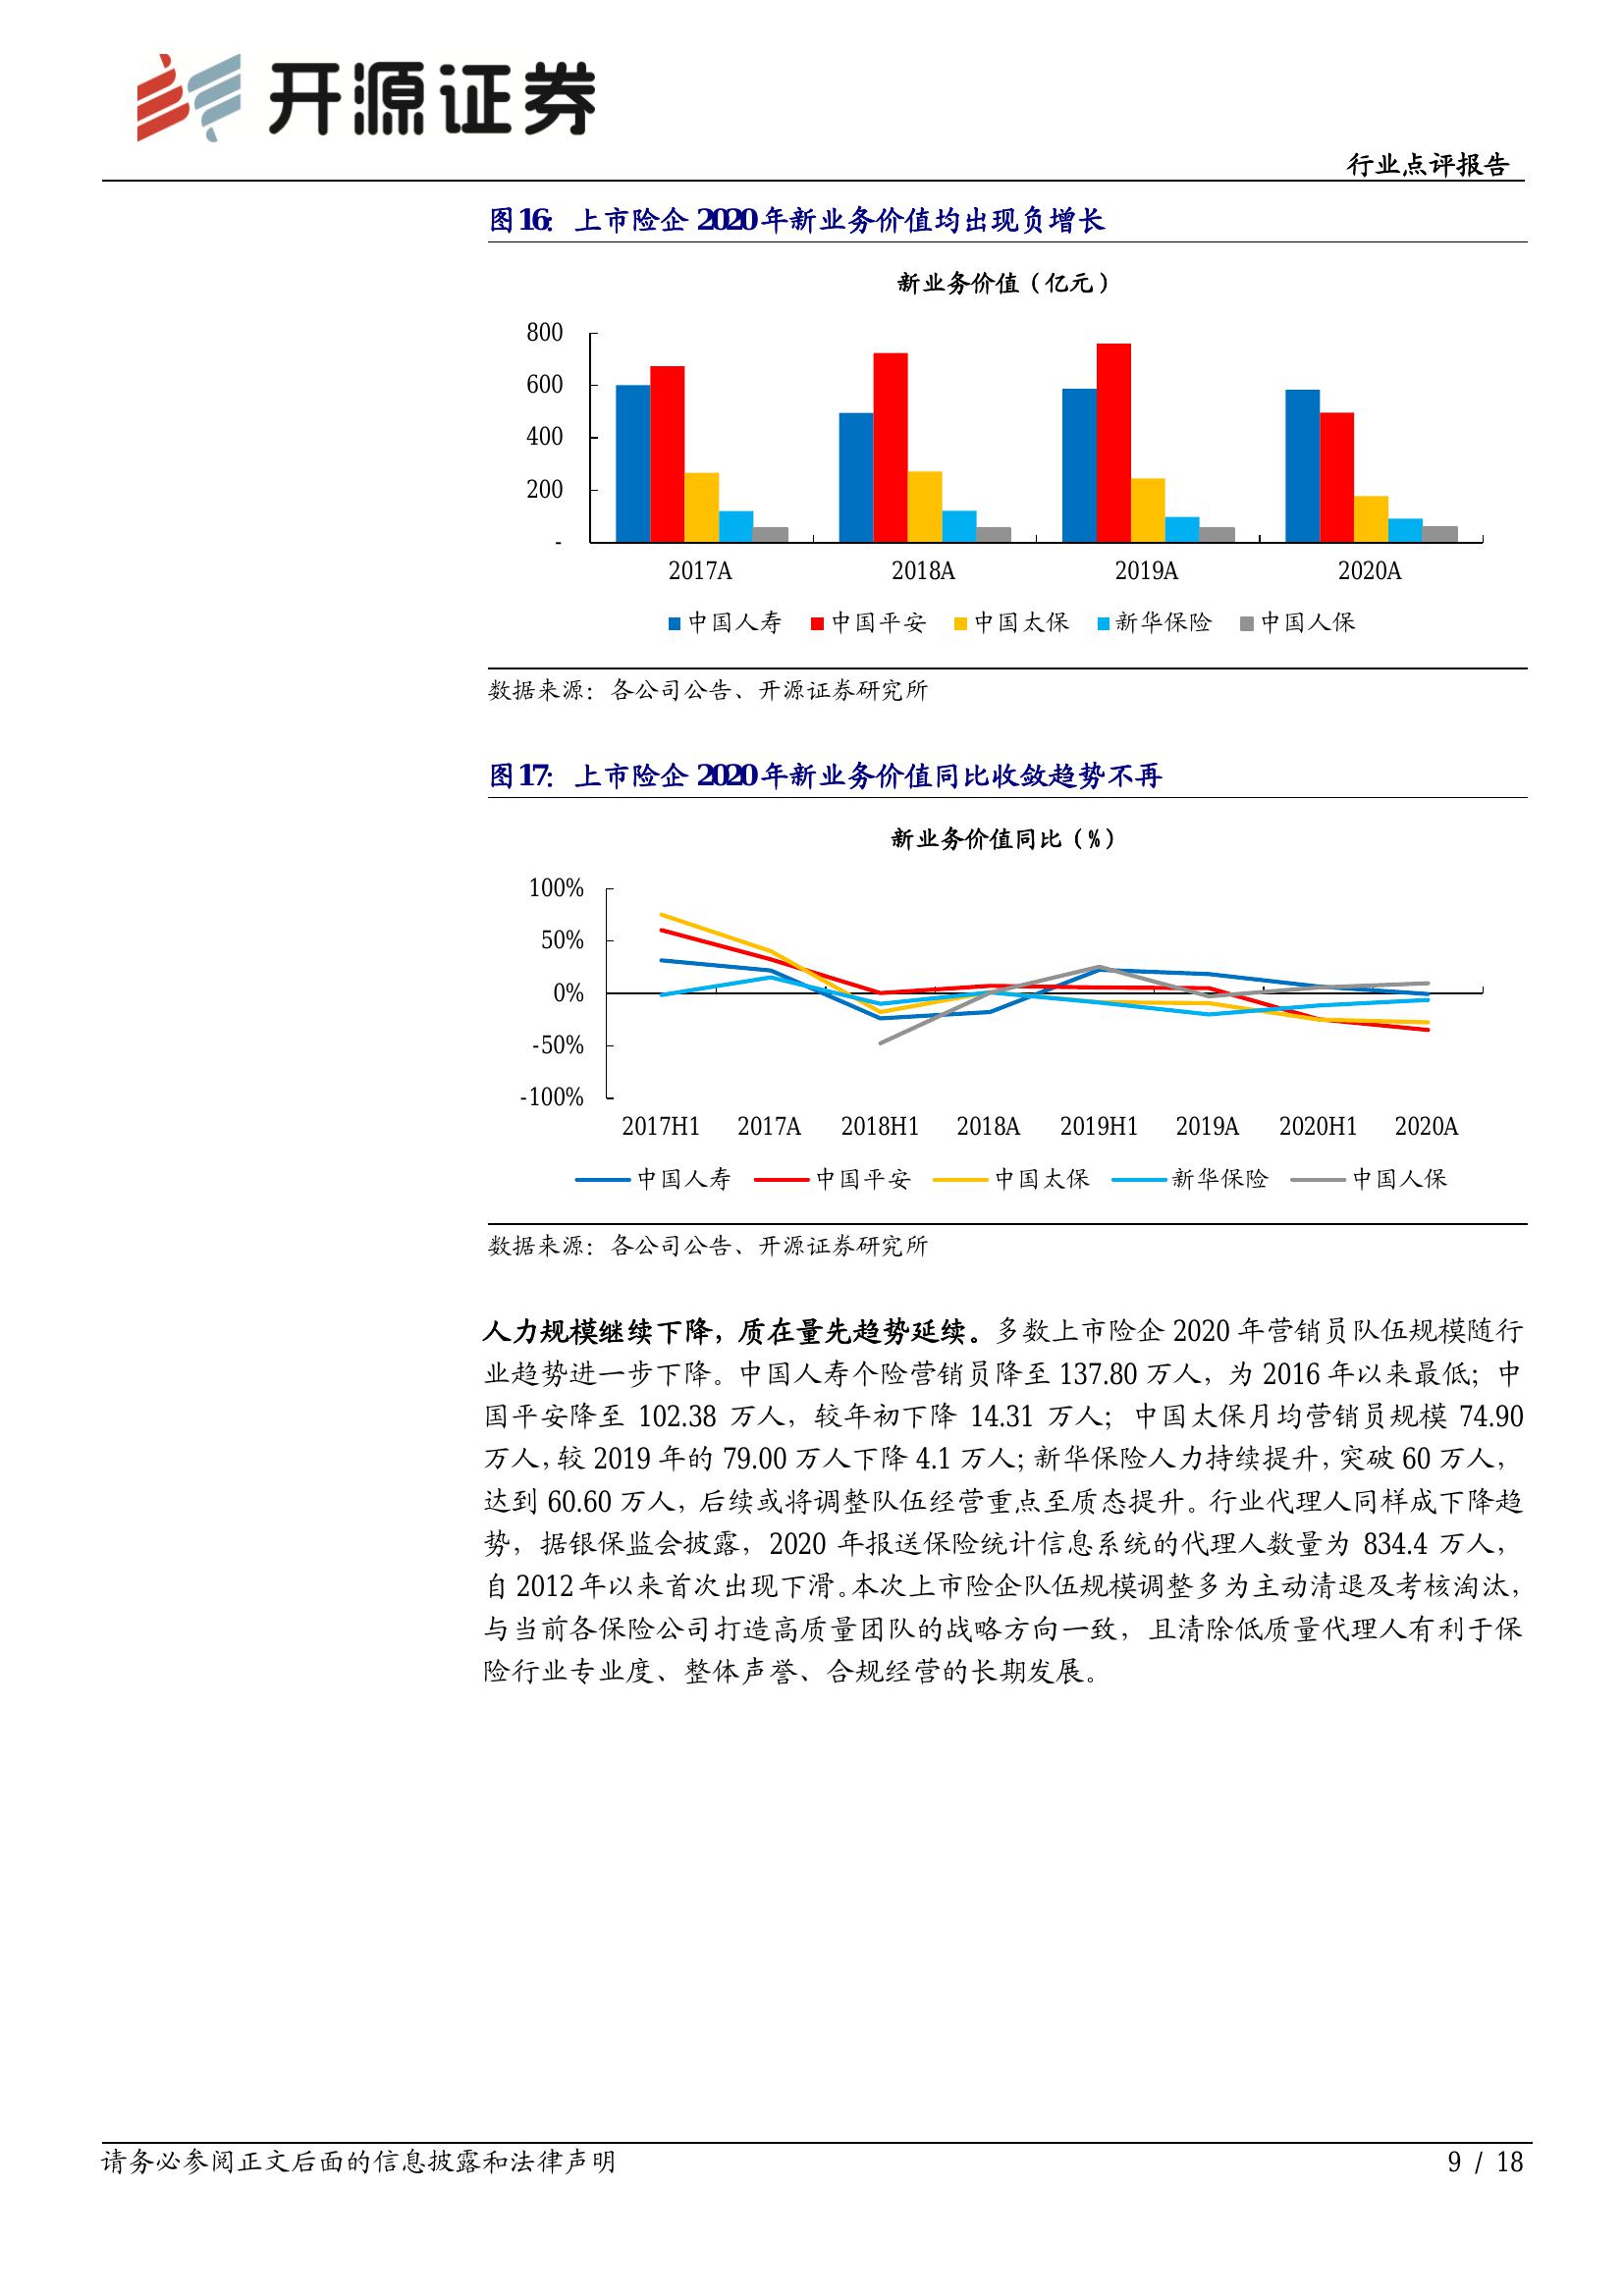 开源证券
行业点评报告
图16： 上市险企 2020年新业务价值均出现负增长
新业务价值（亿元）
800
600
400
200
-
2017A 2018A 2019A 2020A
中国人寿 中国平安 中国太保 新华保险 中国人保
数据来源：各公司公告、开源证券研究所
图17： 上市险企 2020年新业务价值同比收敛趋势不再
新业务价值同比（%）
100%
50%
0%
-50%
-100%
2017H1 2017A 2018H1 2018A 2019H1 2019A 2020H1 2020A
中国人寿 中国平安 中国太保 新华保险 中国人保
数据来源：各公司公告、开源证券研究所
人力规模继续下降，质在量先趋势延续。多数上市险企 2020 年营销员队伍规模随行
业趋势进一步下降。中国人寿个险营销员降至 137.80 万人，为 2016 年以来最低；中
国平安降至 102.38 万人，较年初下降 14.31 万人；中国太保月均营销员规模 74.90
万人，较 2019 年的 79.00 万人下降 4.1 万人；新华保险人力持续提升，突破 60 万人，
达到 60.60 万人，后续或将调整队伍经营重点至质态提升。行业代理人同样成下降趋
势，据银保监会披露，2020 年报送保险统计信息系统的代理人数量为 834.4 万人，
自 2012 年以来首次出现下滑。本次上市险企队伍规模调整多为主动清退及考核淘汰，
与当前各保险公司打造高质量团队的战略方向一致，且清除低质量代理人有利于保
险行业专业度、整体声誉、合规经营的长期发展。
请务必参阅正文后面的信息披露和法律声明 9 / 18